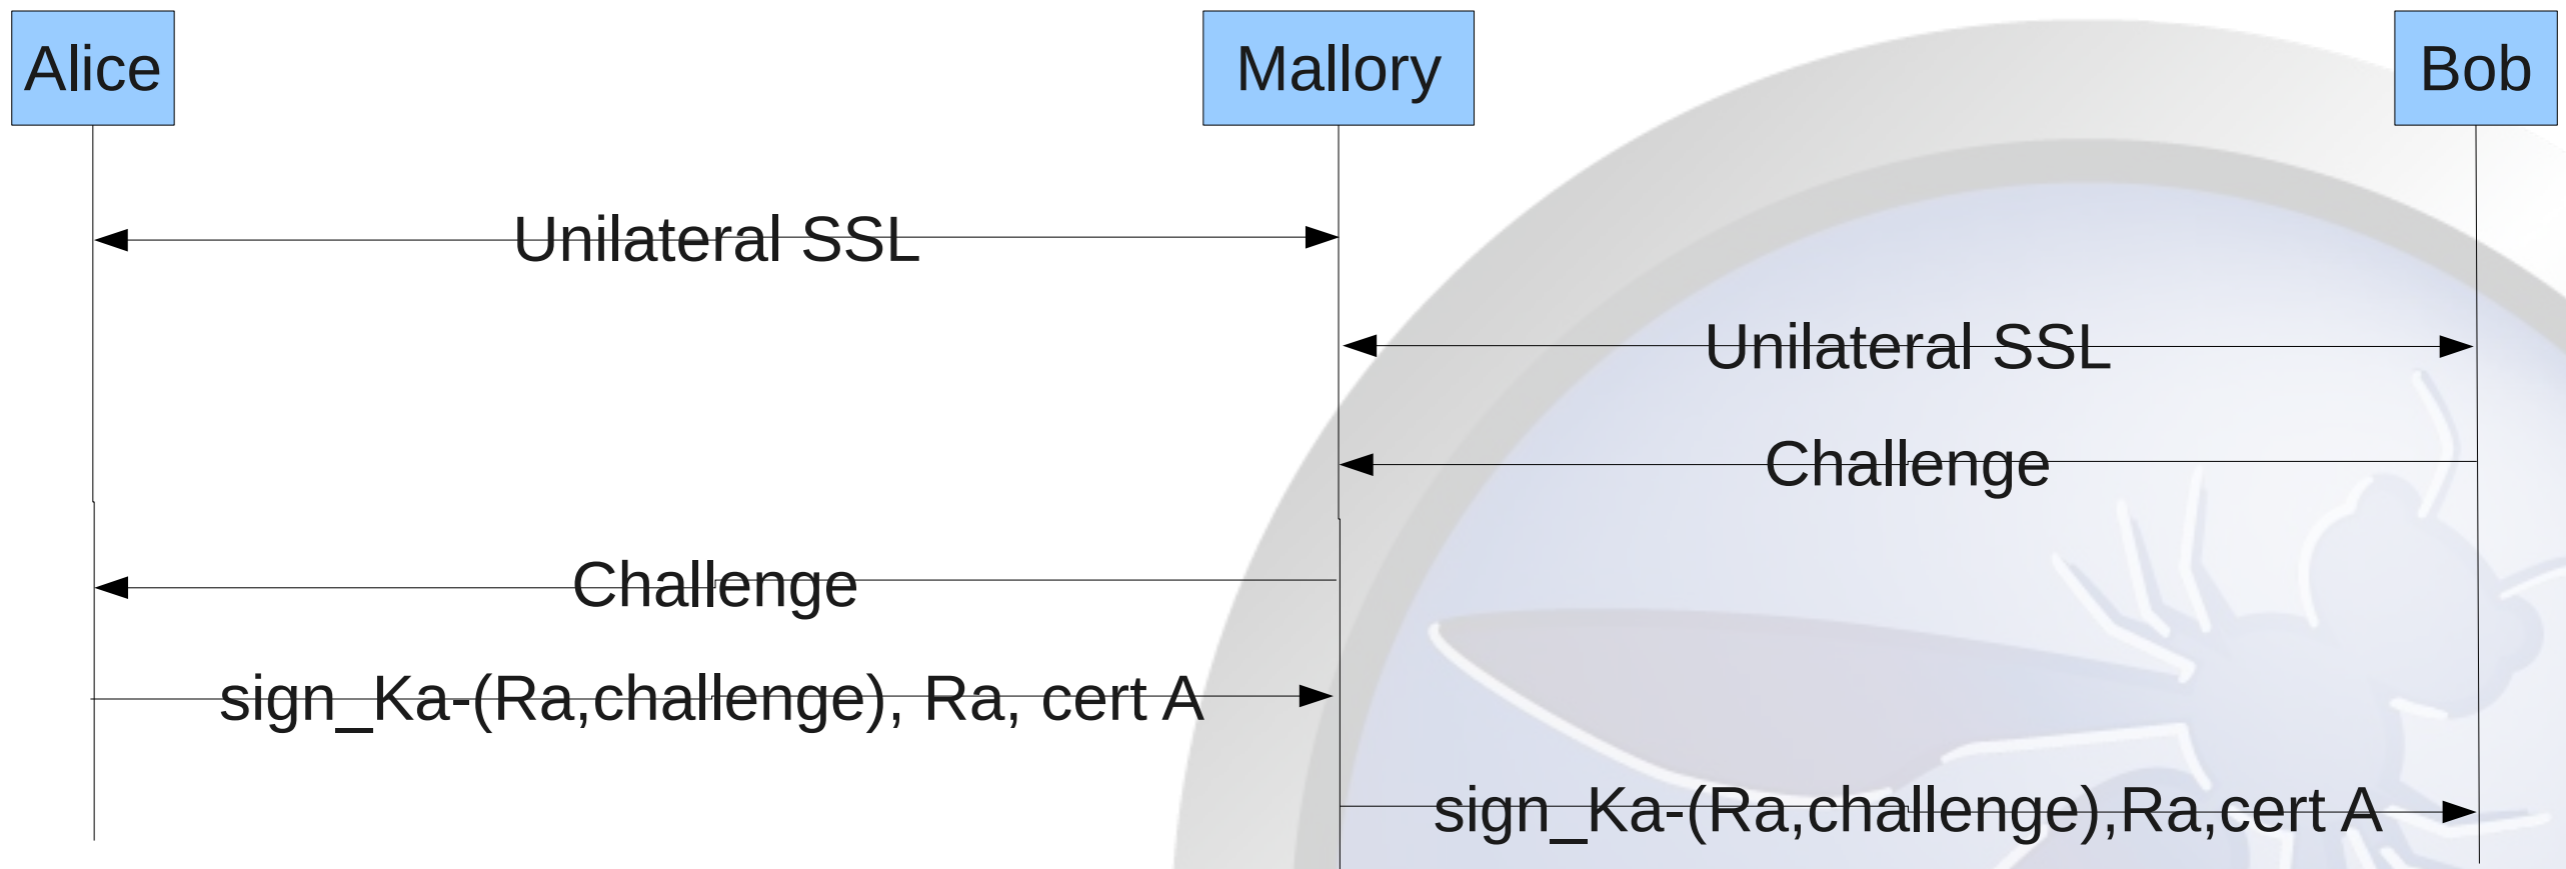 Alice
Mallory
Bob
Unilateral SSL
Unilateral SSL
Challenge
Challenge
sign_Ka-(Ra,challenge), Ra, cert A
sign_Ka-(Ra,challenge),Ra,cert A